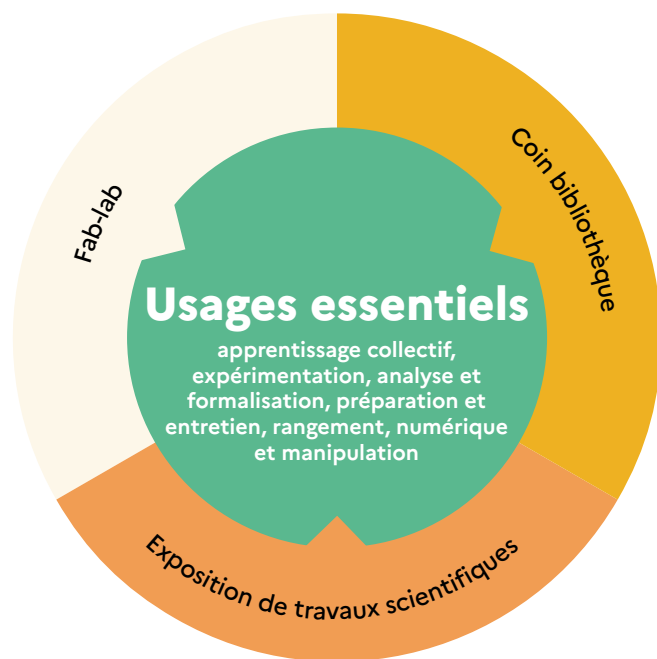 Fab-lab
Coin bibliothèque
Usages essentiels
apprentissage collectif,
expérimentation, analyse et
formalisation, préparation et
entretien, rangement, numérique
et manipulation
Exposition de travaux scientifiques